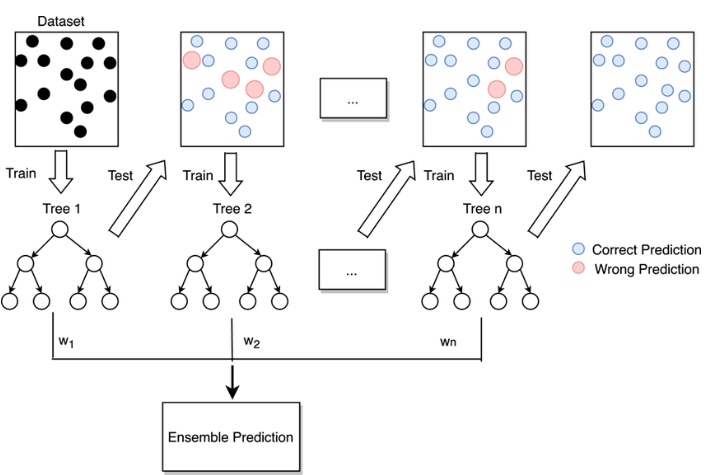 Dataset
...
Train
Test
Train
Test
Train
Test
Tree 1
Tree 2
Tree n
...
Correct Prediction
Wrong Prediction
w1
w2
wn
Ensemble Prediction